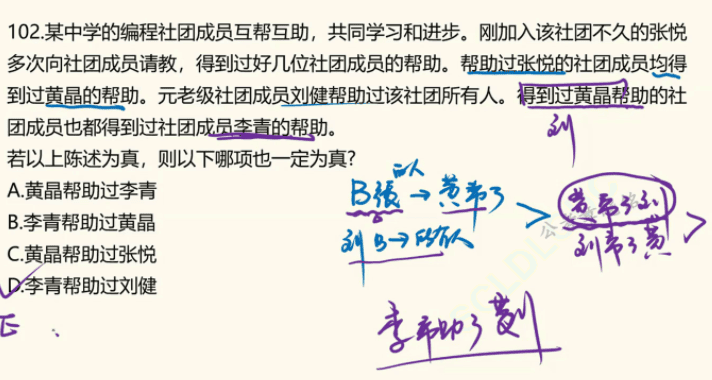 102.某中学的编程社团成员互帮互助，共同学习和进步。刚加入该社团不久的张悦
多次向社团成员请教，得到过好几位社团成员的帮助。帮助过张悦的社团成员均得
到过黄晶的帮助。元老级社团成员刘健帮助过该社团所有人。得到过黄晶帮助的社
团成员也都得到过社团成员李青的帮助。
刘
若以上陈述为真，则以下哪项也一定为真？
A.黄晶帮助过李青
B张→黄帮了
黄帮了刘
B.李青帮助过黄晶
刘B→所有人
刘帮了黄
C.黄晶帮助过张悦
D.李青帮助过刘健
李帮助了